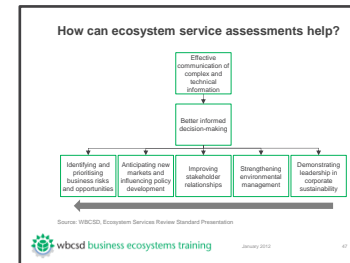 How can ecosystem service assessments help?
Effective
communication of
complex and
technical
information
Better informed
decision-making
Identifying and
prioritising
business risks
and opportunities
Anticipating new
markets and
influencing policy
development
Improving
stakeholder
relationships
Strengthening
environmental
management
Demonstrating
leadership in
corporate
sustainability
Source: WBCSD, Ecosystem Services Review Standard Presentation
wbcsd business ecosystems training
January 2012
47